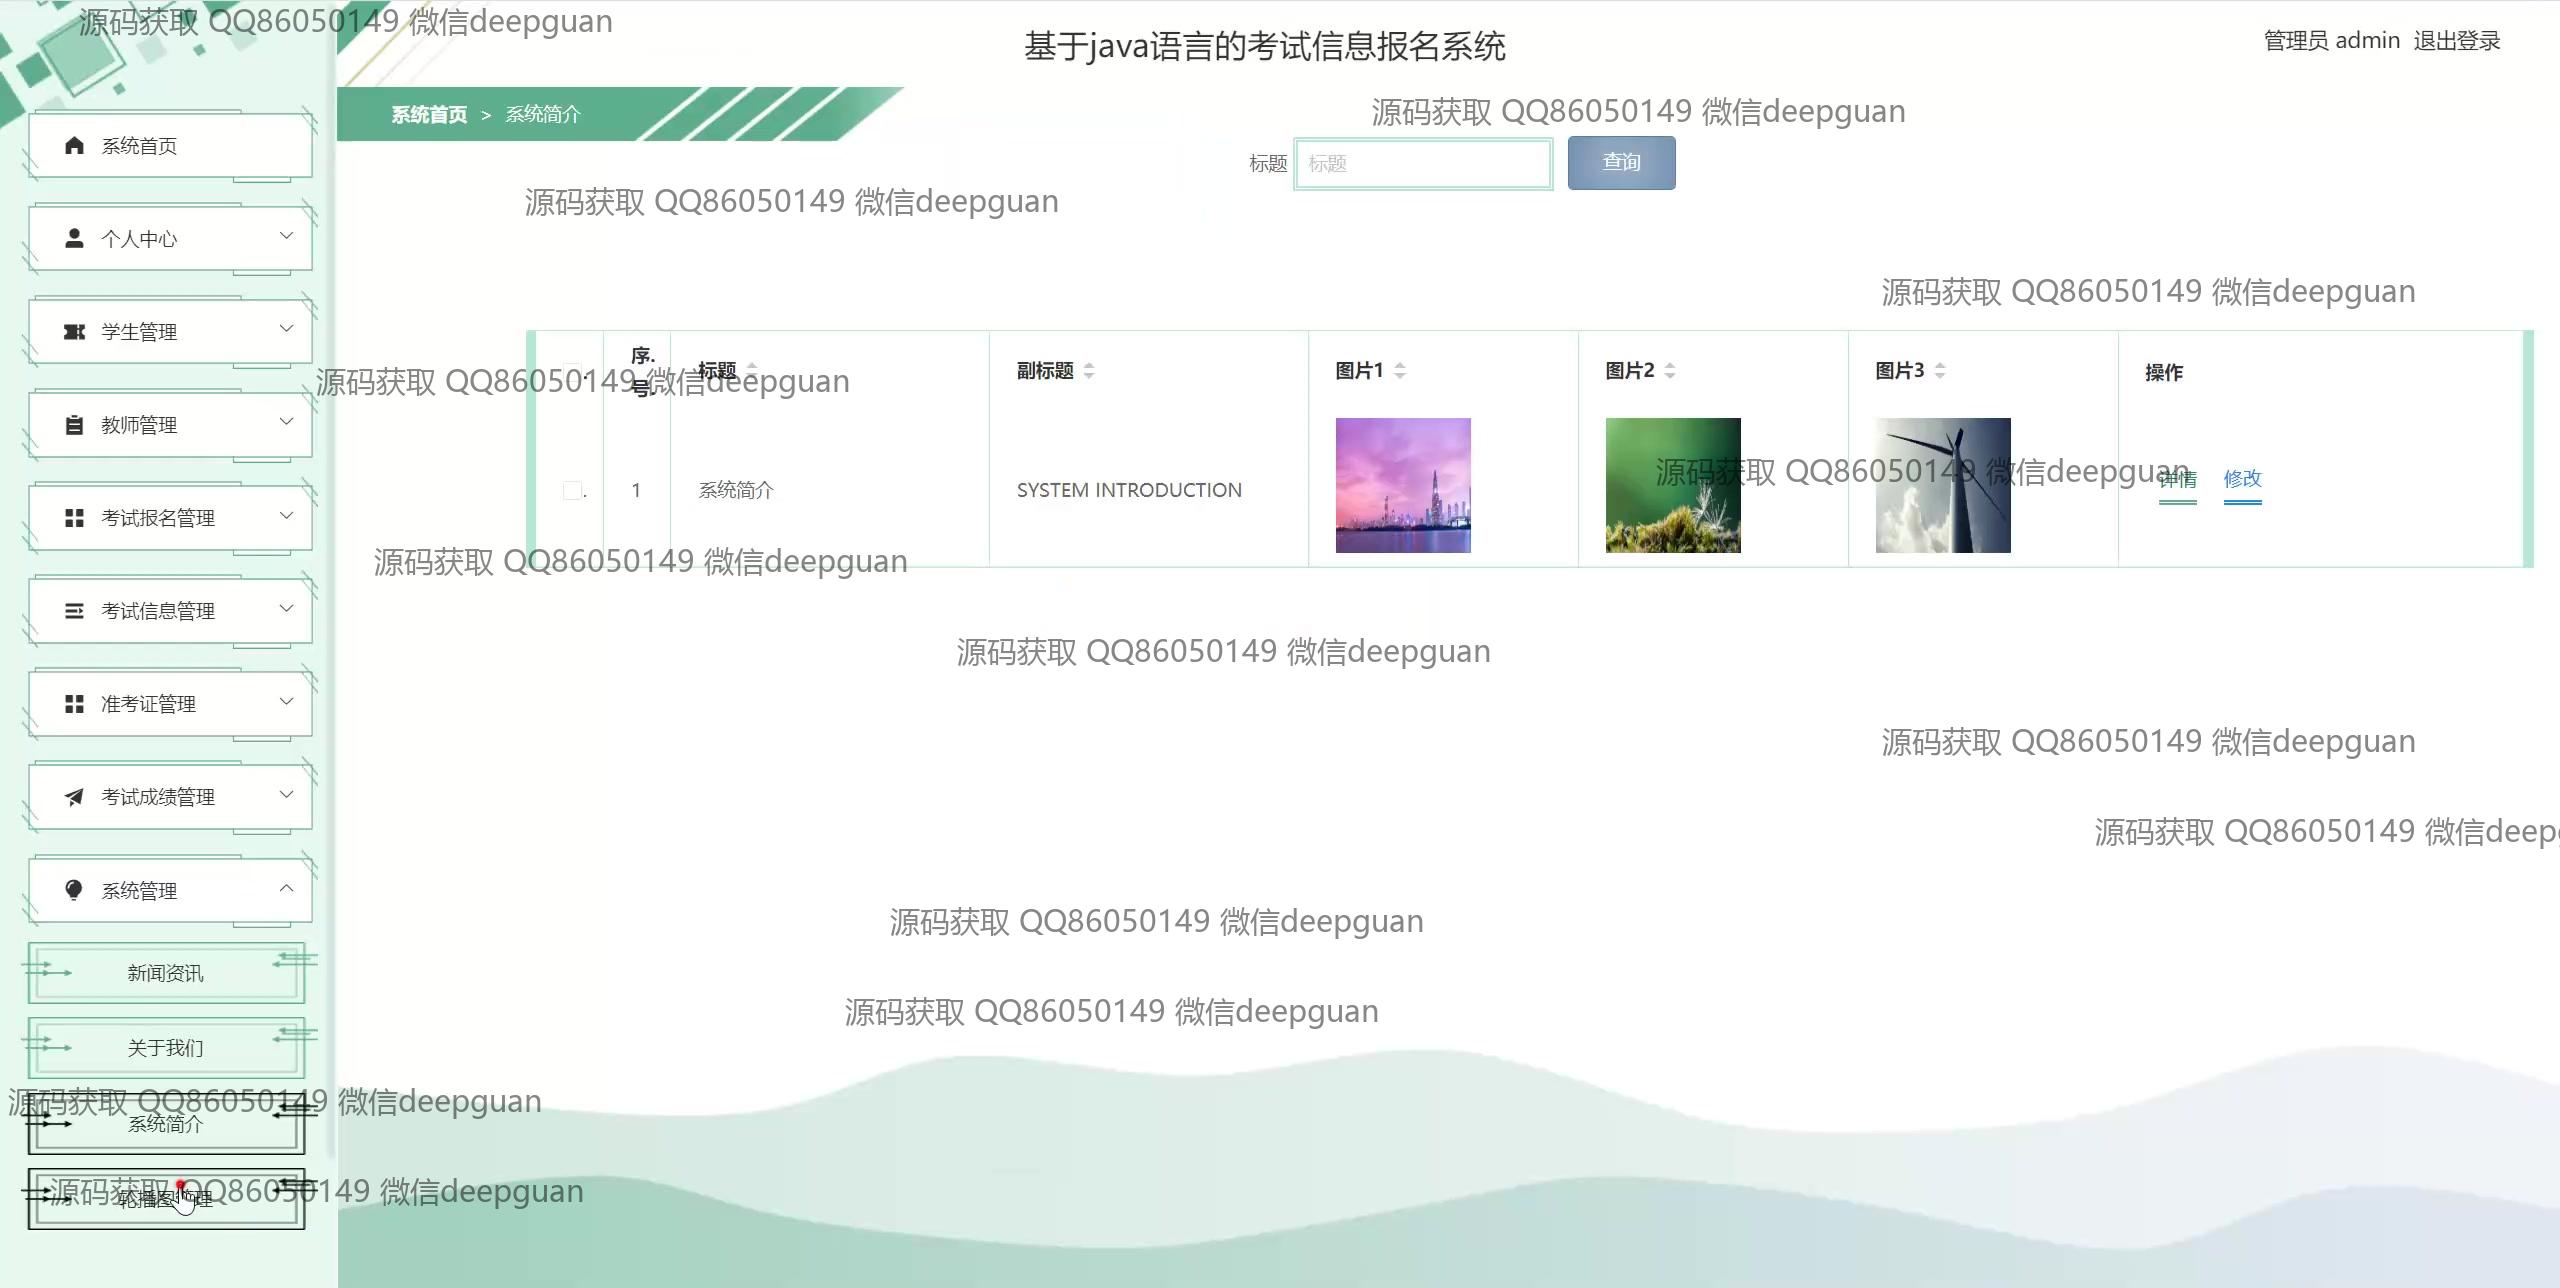 源码获取 QQ86050149 微信deepguan
基于java语言的考试信息报名系统
管理员 admin 退出登录
系统首页 > 系统简介
源码获取 QQ86050149 微信deepguan
标题 标题 查询
源码获取 QQ86050149 微信deepguan
源码获取 QQ86050149 微信deepguan
系统首页
个人中心
学生管理
教师管理
考试报名管理
考试信息管理
准考证管理
考试成绩管理
系统管理
新闻资讯
关于我们
系统简介
轮播图管理
序. 号. 标题 副标题 图片1 图片2 图片3 操作
源码获取 QQ86050149 微信deepguan
1 系统简介 SYSTEM INTRODUCTION 详情 修改
源码获取 QQ86050149 微信deepguan
源码获取 QQ86050149 微信deepguan
源码获取 QQ86050149 微信deepguan
源码获取 QQ86050149 微信deepguan
源码获取 QQ86050149 微信deep
源码获取 QQ86050149 微信deepguan
源码获取 QQ86050149 微信deepguan
源码获取 QQ86050149 微信deepguan
源码获取 QQ86050149 微信deepguan